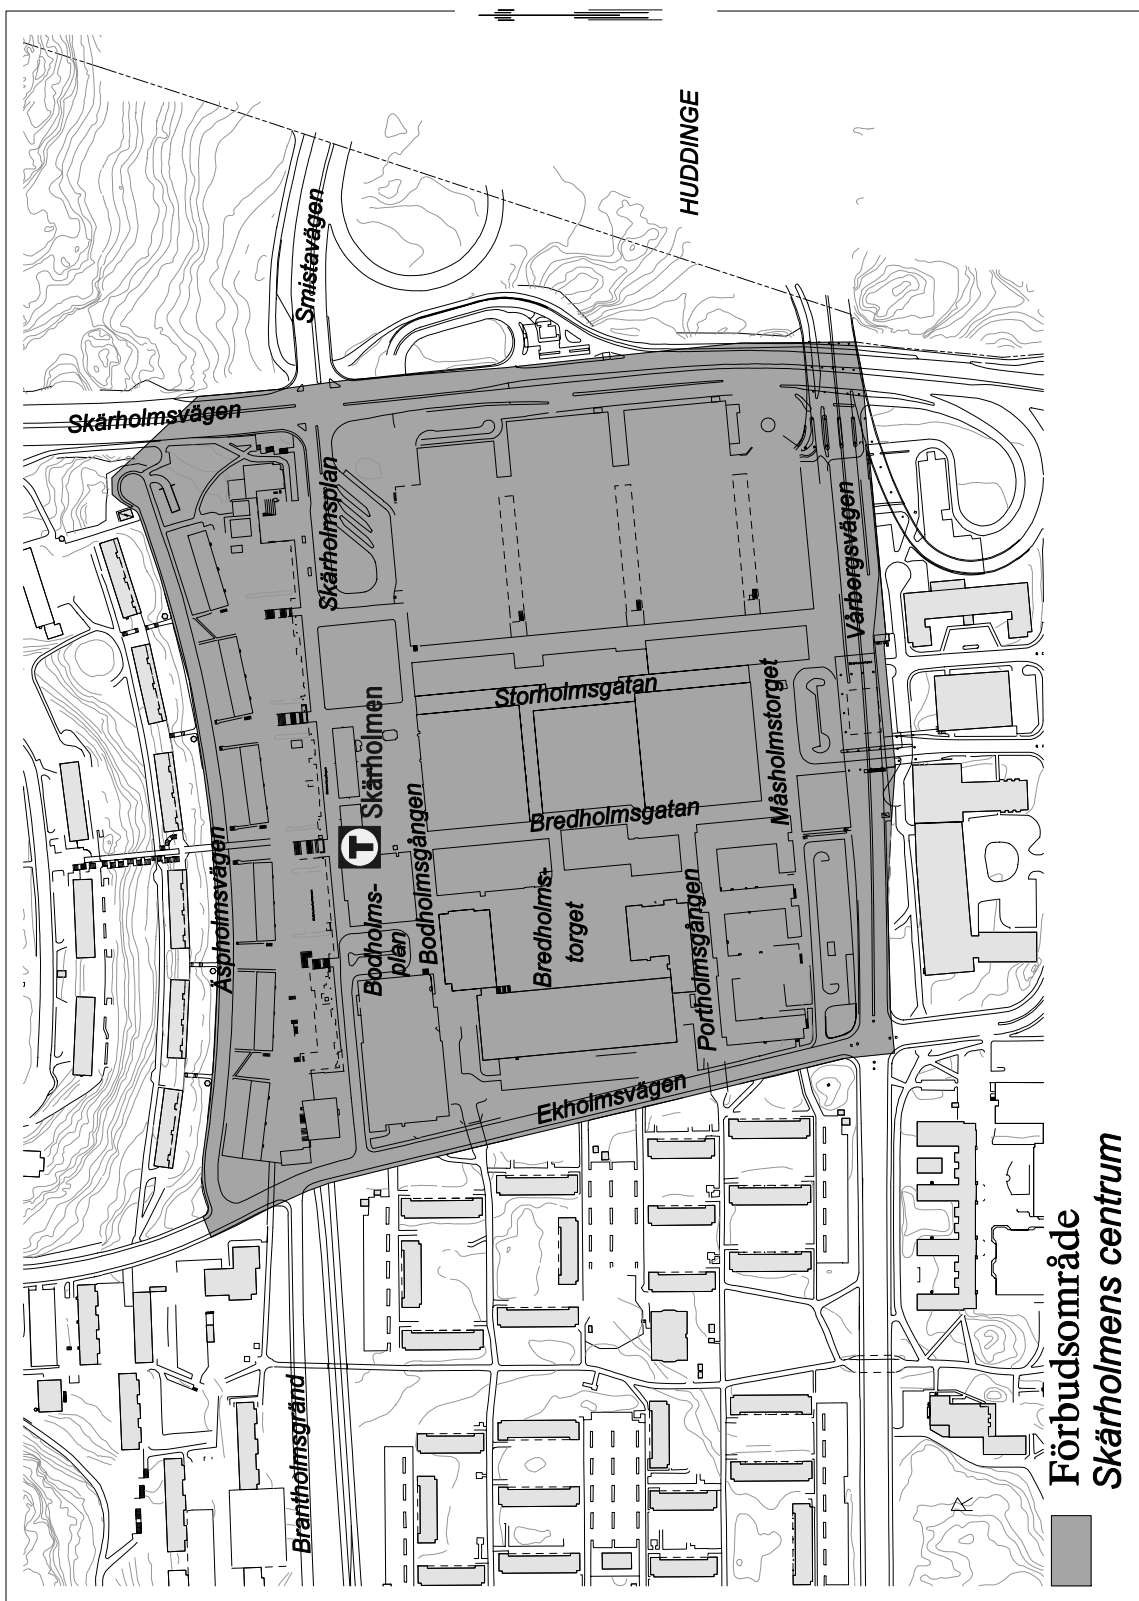 HUDDINGE
Smistavägen
Skärholmsvägen
Skärholmsplan
Vårbergsvägen
Storholmsgatan
Måsholmstorget
T Skärholmen
Bredholmsgatan
Bodholmsgången
Äspholmsvägen
Bodholms-
plan
Bredholms-
torget
Portholmsgången
Ekholmsvägen
Brantholmsgränd
Förbudsområde
Skärholmens centrum